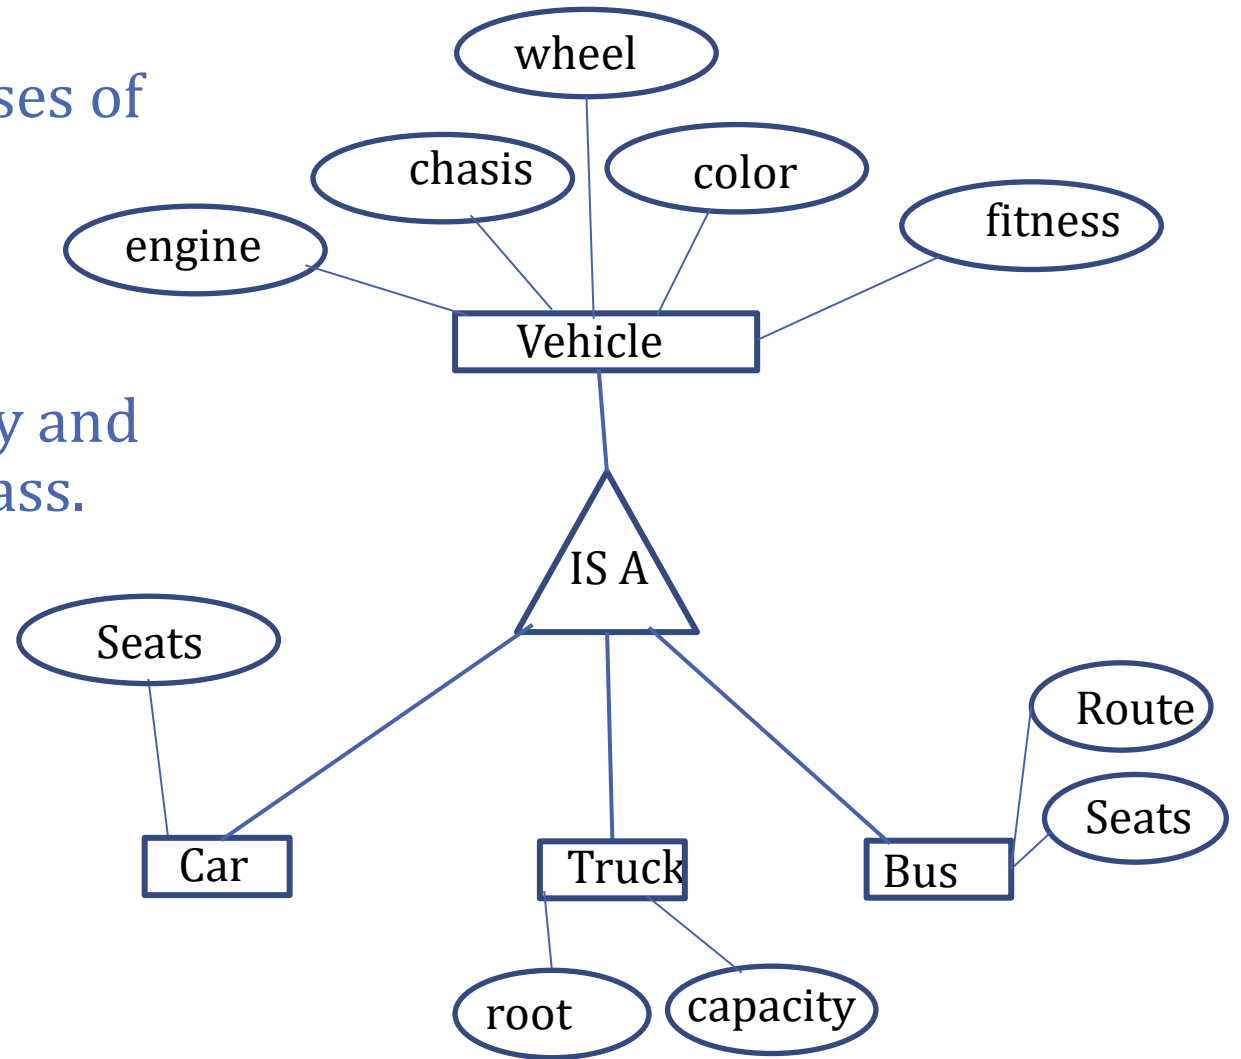 wheel
ses of
chasis
color
fitness
engine
Vehicle
y and
ass.
IS A
Seats
Route
Seats
Car
Truck
Bus
root
capacity